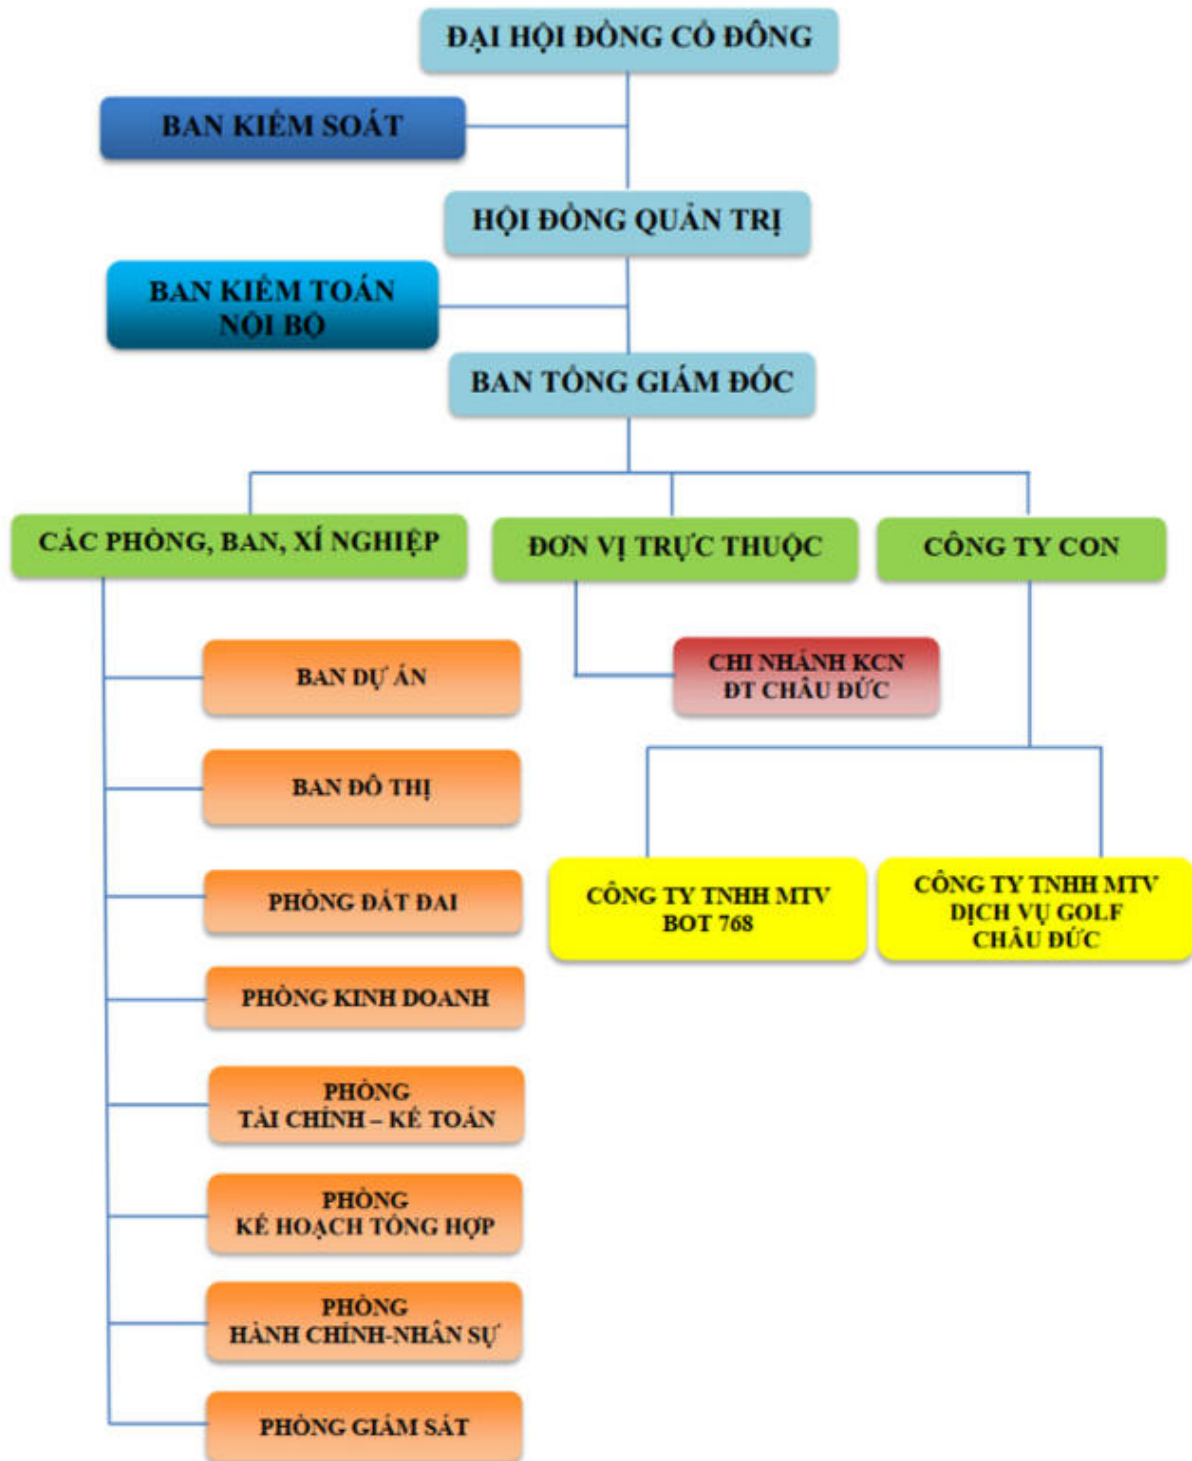 ĐẠI HỘI ĐỒNG CỔ ĐÔNG
BAN KIỂM SOÁT
HỘI ĐỒNG QUẢN TRỊ
BAN KIỂM TOÁN
NỘI BỘ
BAN TỔNG GIÁM ĐỐC
CÁC PHÒNG, BAN, XÍ NGHIỆP
ĐƠN VỊ TRỰC THUỘC
CÔNG TY CON
BAN DỰ ÁN
BAN ĐÔ THỊ
PHÒNG ĐẤT ĐAI
PHÒNG KINH DOANH
PHÒNG
TÀI CHÍNH – KẾ TOÁN
PHÒNG
KẾ HOẠCH TỔNG HỢP
PHÒNG
HÀNH CHÍNH-NHÂN SỰ
PHÒNG GIÁM SÁT
CHI NHÁNH KCN
ĐT CHÂU ĐỨC
CÔNG TY TNHH MTV
BOT 768
CÔNG TY TNHH MTV
DỊCH VỤ GOLF
CHÂU ĐỨC